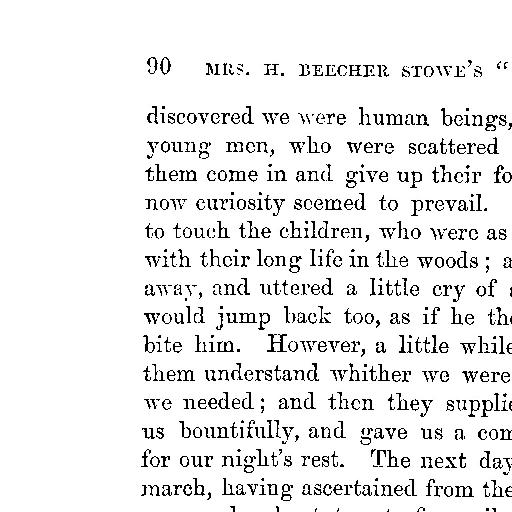 90 MRS. H. BEECHER STOWE'S “
discovered we were human beings,
young men, who were scattered
them come in and give up their
now curiosity seemed to prevail.
to touch the children, who were as
with their long life in the woods;
away, and uttered a little cry of
would jump back too, as if he
bite him. However, a little while
them understand whither we were
we needed; and then they
us bountifully, and gave us a
for our night's rest. The next day
march, having ascertained from the